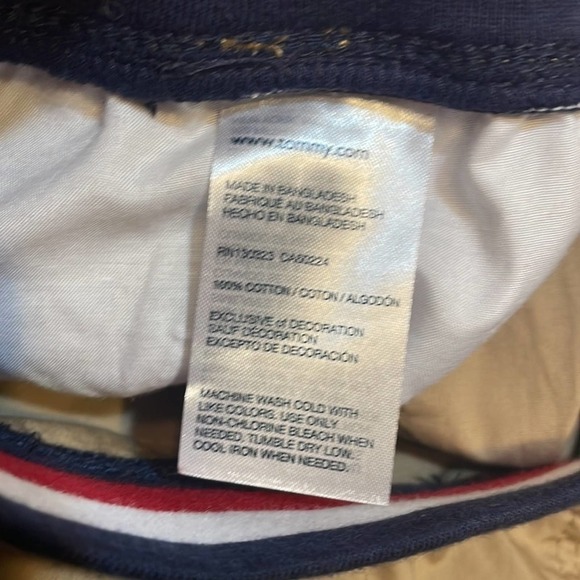 www.tommy.com
MADE IN BANGLADESH
FABRIQUÉ AU BANGLADESH
HECHO EN BANGLADESH
100% COTTON / COTON / ALGODÓN
EXCLUSIVE of DECORATION
SAUF DÉCORATION
EXCEPTO DE DECORACIÓN
MACHINE WASH COLD WITH
LIKE COLORS. USE ONLY
NON-CHLORINE BLEACH WHEN
NEEDED. TUMBLE DRY LOW.
COOL IRON WHEN NEEDED.